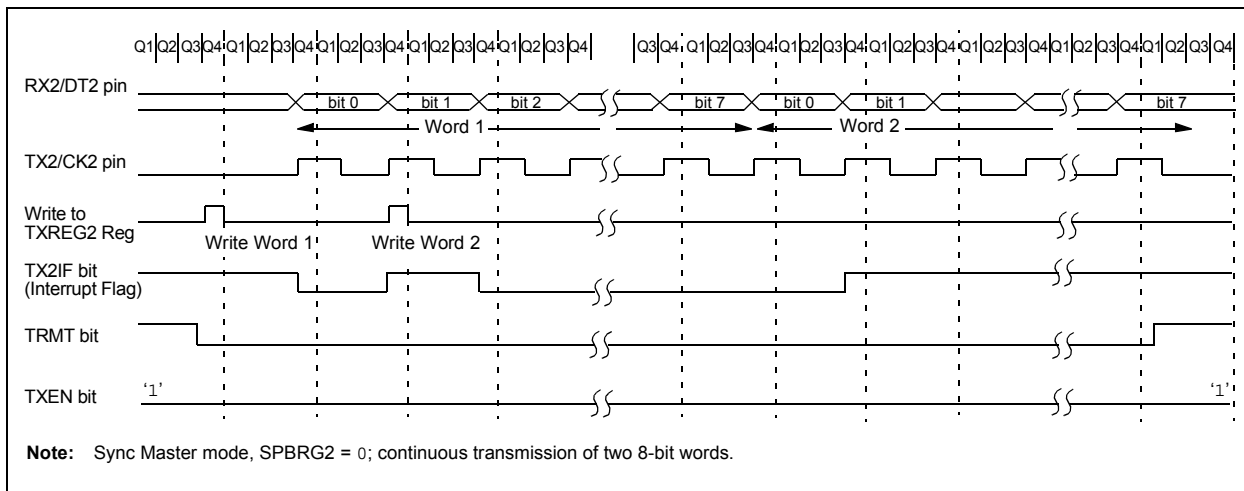 Q1 Q2 Q3 Q4 Q1 Q2 Q3 Q4 Q1 Q2 Q3 Q4 Q1 Q2 Q3 Q4 Q1 Q2 Q3 Q4 Q3 Q4 Q1 Q2 Q3 Q4 Q1 Q2 Q3 Q4 Q1 Q2 Q3 Q4 Q1 Q2 Q3 Q4 Q1 Q2 Q3 Q4 Q1 Q2 Q3 Q4
RX2/DT2 pin
bit 0 bit 1 bit 2 bit 7 bit 0 bit 1 bit 7
Word 1 Word 2
TX2/CK2 pin
Write to
TXREG2 Reg
Write Word 1 Write Word 2
TX2IF bit
(Interrupt Flag)
TRMT bit
‘1’ ‘1’
TXEN bit
Note: Sync Master mode, SPBRG2 = 0; continuous transmission of two 8-bit words.